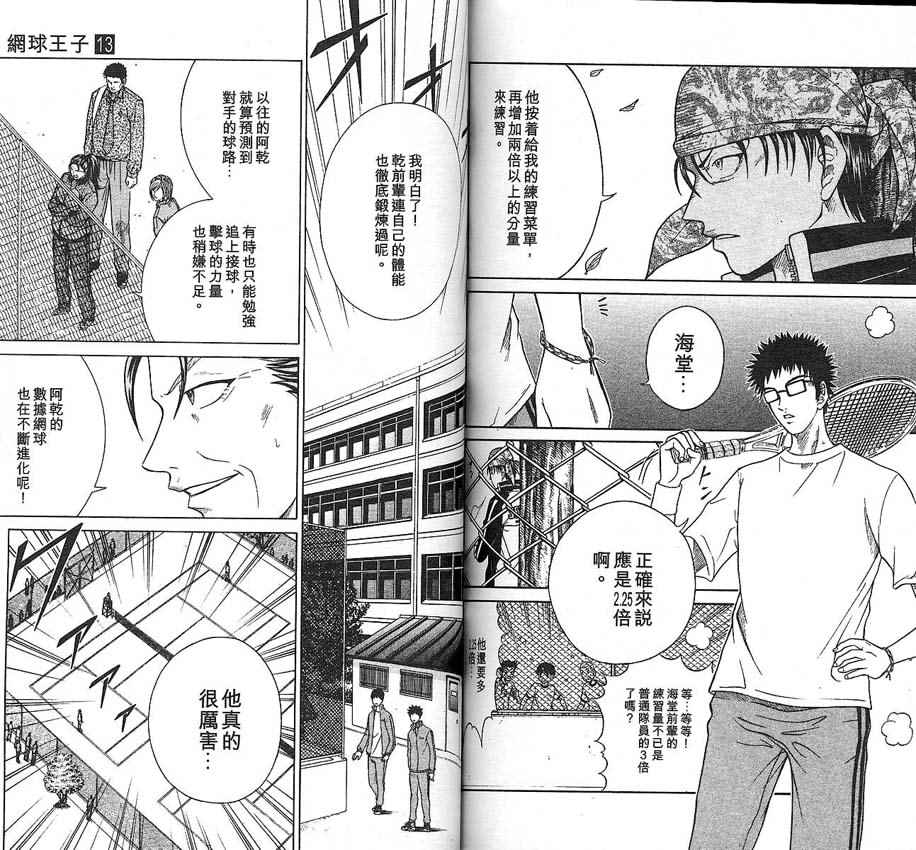 他按着給我的練習菜單，
再增加兩倍以上的分量
來練習。
海堂…
正確來說
應是2.25倍
啊。
他還要多
2.25
倍！
等…等等！
海堂前輩的
練習量不已是
普通隊員的3倍
了嗎？
我明白了！
乾前輩連自己的體能
也徹底鍛煉過呢。
網球王子 13
以往的阿乾
就算預測到
對手的球路…
有時也只能勉強
追上接球，
擊球的力量
也稍嫌不足。
阿乾的
數據網球
也在不斷進化呢！
他真的
很厲害…